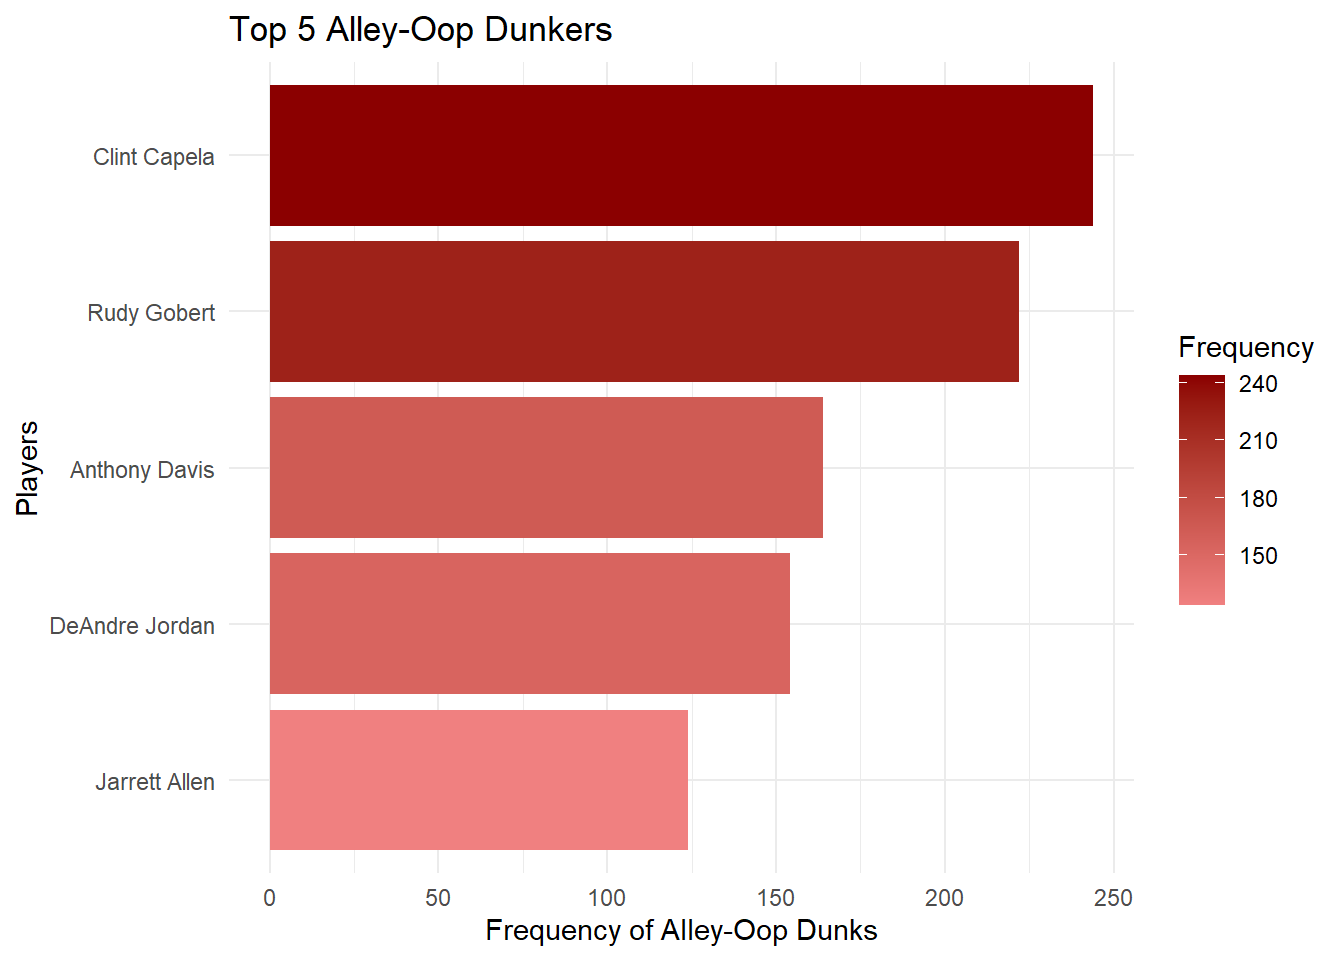 Top 5 Alley-Oop Dunkers
Clint Capela
Rudy Gobert
Anthony Davis
DeAndre Jordan
Jarrett Allen
Players
0 50 100 150 200 250
Frequency of Alley-Oop Dunks
Frequency
240
210
180
150